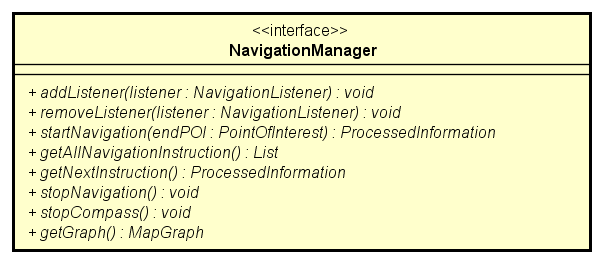 <<interface>>
NavigationManager
+ addListener(listener : NavigationListener) : void
+ removeListener(listener : NavigationListener) : void
+ startNavigation(endPOI : PointOfInterest) : ProcessedInformation
+ getAllNavigationInstruction() : List
+ getNextInstruction() : ProcessedInformation
+ stopNavigation() : void
+ stopCompass() : void
+ getGraph() : MapGraph